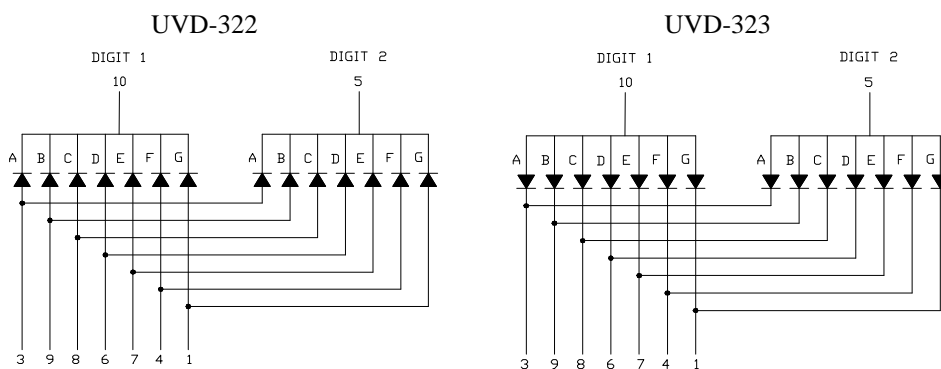 UVD-322
DIGIT 1 DIGIT 2
10 5
A B C D E F G A B C D E F G
3 9 8 6 7 4 1
UVD-323
DIGIT 1 DIGIT 2
10 5
A B C D E F G A B C D E F G
3 9 8 6 7 4 1